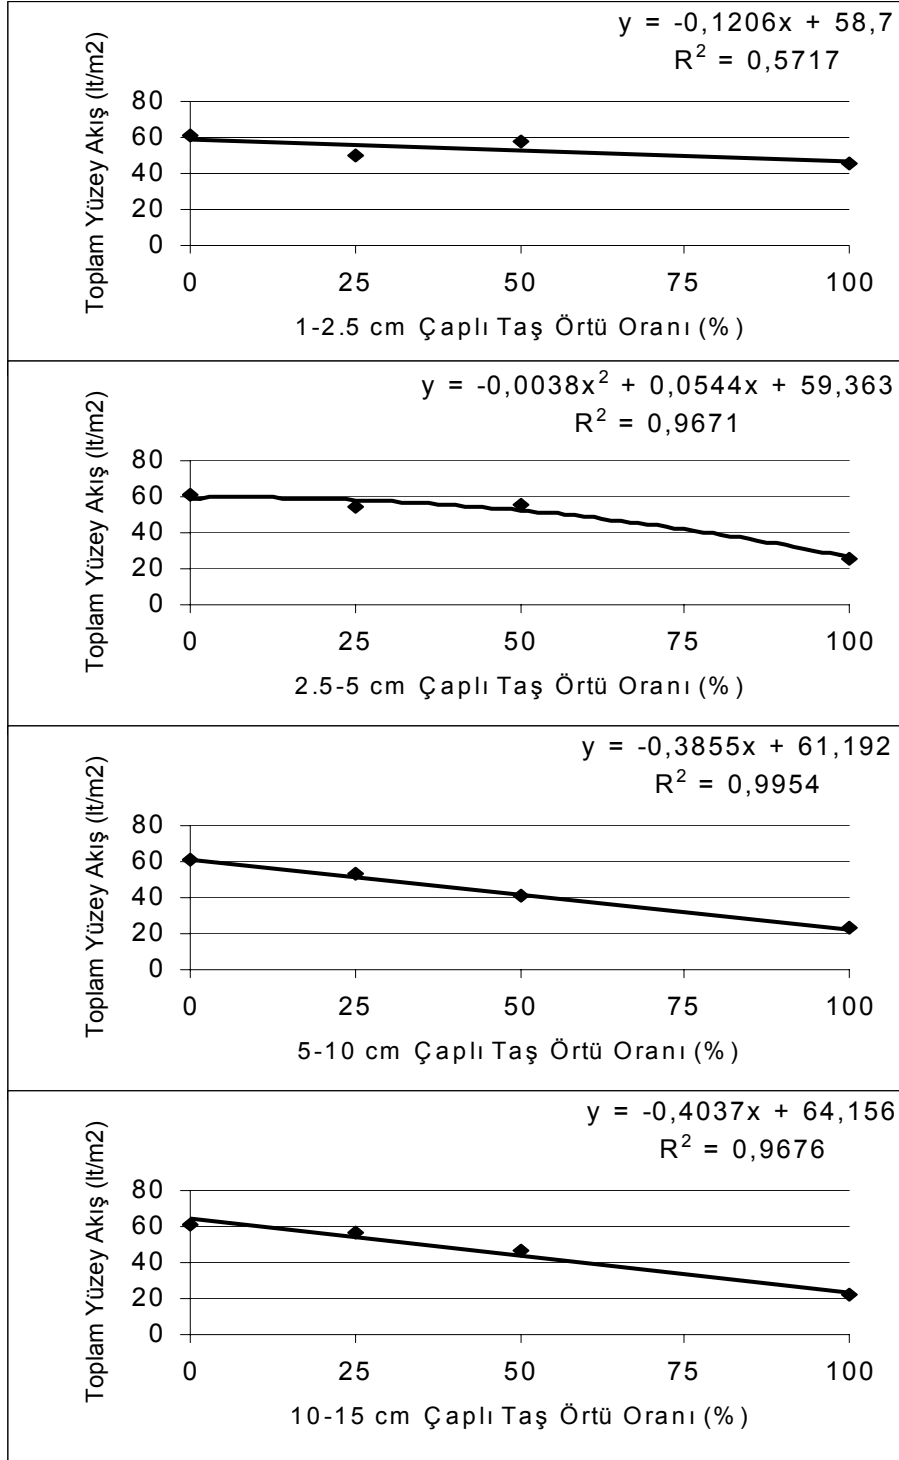 y = -0,1206x + 58,7
R² = 0,5717
Toplam Yüzey Akış (lt/m2)
80
60
40
20
0
0 25 50 75 100
1-2.5 cm Çaplı Taş Örtü Oranı (%)
y = -0,0038x² + 0,0544x + 59,363
R² = 0,9671
Toplam Yüzey Akış (lt/m2)
80
60
40
20
0
0 25 50 75 100
2.5-5 cm Çaplı Taş Örtü Oranı (%)
y = -0,3855x + 61,192
R² = 0,9954
Toplam Yüzey Akış (lt/m2)
80
60
40
20
0
0 25 50 75 100
5-10 cm Çaplı Taş Örtü Oranı (%)
y = -0,4037x + 64,156
R² = 0,9676
Toplam Yüzey Akış (lt/m2)
80
60
40
20
0
0 25 50 75 100
10-15 cm Çaplı Taş Örtü Oranı (%)